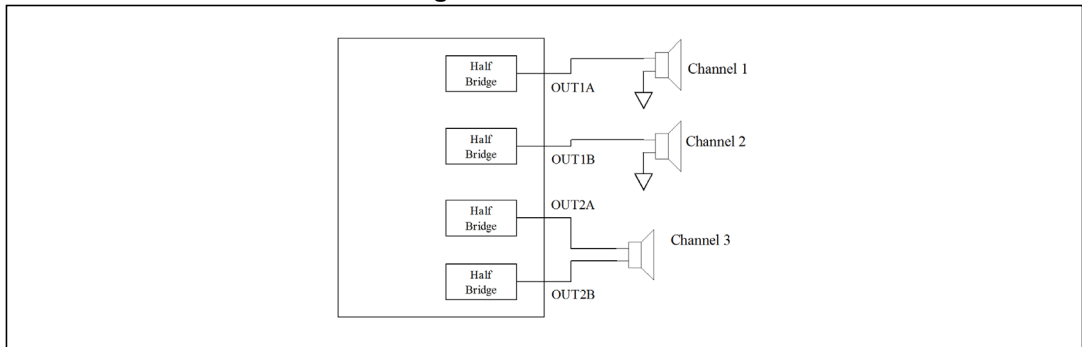 Half
Bridge
OUT1A
Channel 1
Half
Bridge
OUT1B
Channel 2
OUT2A
Half
Bridge
Channel 3
Half
Bridge
OUT2B